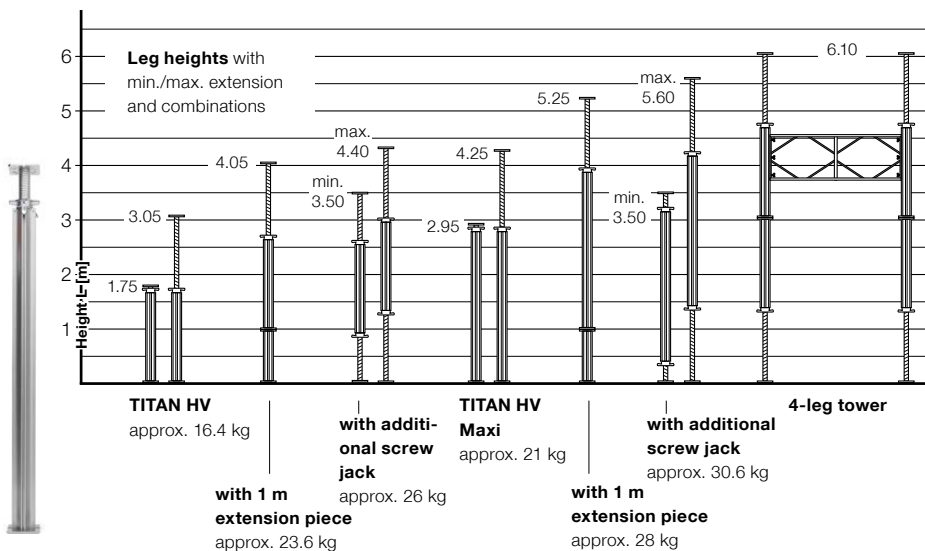 Leg heights with
min./max. extension
and combinations
Height L [m]
6
5
4
3
2
1
1.75
3.05
4.05
min.
3.50
max.
4.40
2.95
4.25
5.25
min.
3.50
max.
5.60
6.10
TITAN HV
approx. 16.4 kg
with 1 m
extension piece
approx. 23.6 kg
with additi-
onal screw
jack
approx. 26 kg
TITAN HV
Maxi
approx. 21 kg
with 1 m
extension piece
approx. 28 kg
with additional
screw jack
approx. 30.6 kg
4-leg tower